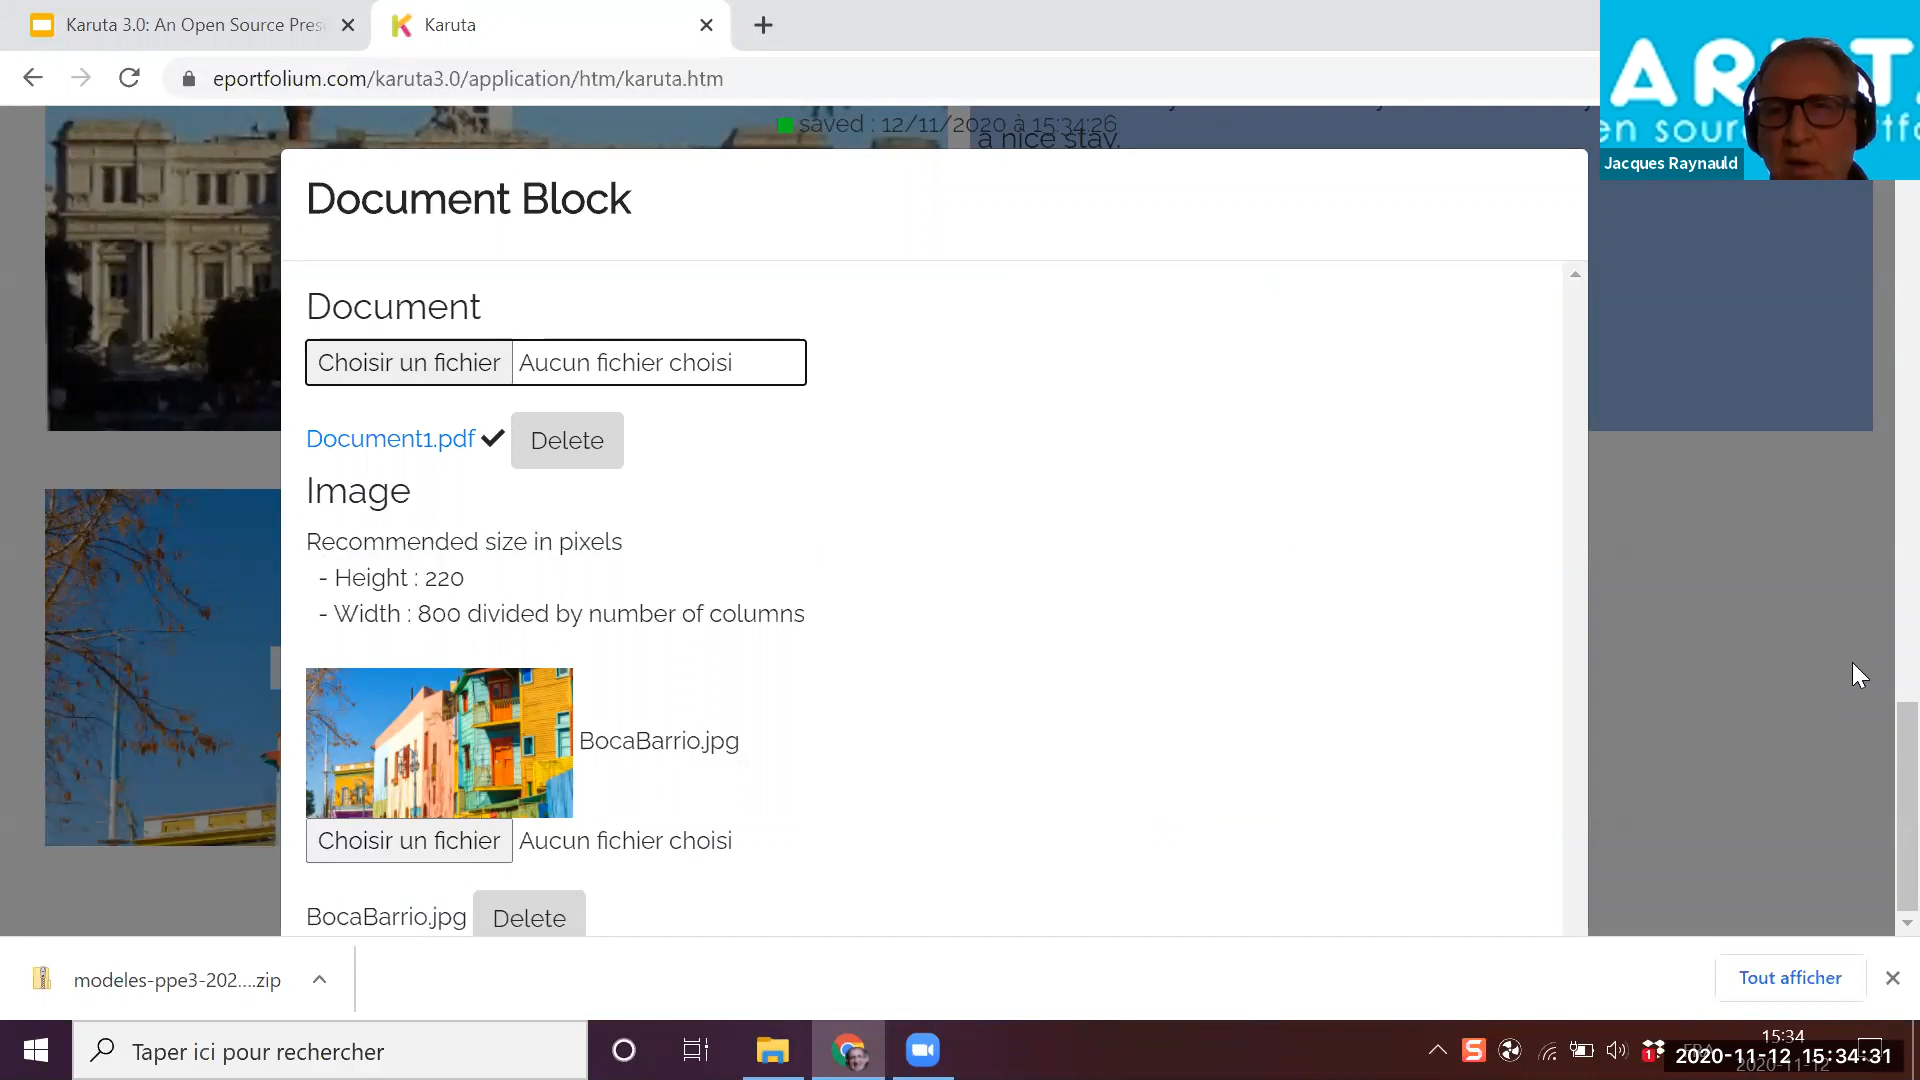 Karuta 3.0: An Open Source Pres
Karuta
eportfolium.com/karuta3.0/application/htm/karuta.htm
saved : 12/11/2020 à 15:34:26
a nice stay.
Jacques Raynauld
Document Block
Document
Choisir un fichier Aucun fichier choisi
Document1.pdf Delete
Image
Recommended size in pixels
- Height : 220
- Width : 800 divided by number of columns
BocaBarrio.jpg
Choisir un fichier Aucun fichier choisi
BocaBarrio.jpg Delete
modeles-ppe3-202....zip
Tout afficher
Taper ici pour rechercher
15:34
2020-11-12 15:34:31
2020-11-12